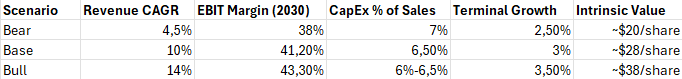 Scenario Revenue CAGR EBIT Margin (2030) CapEx % of Sales Terminal Growth Intrinsic Value
Bear 4,5% 38% 7% 2,50% ~$20/share
Base 10% 41,20% 6,50% 3% ~$28/share
Bull 14% 43,30% 6%-6,5% 3,50% ~$38/share